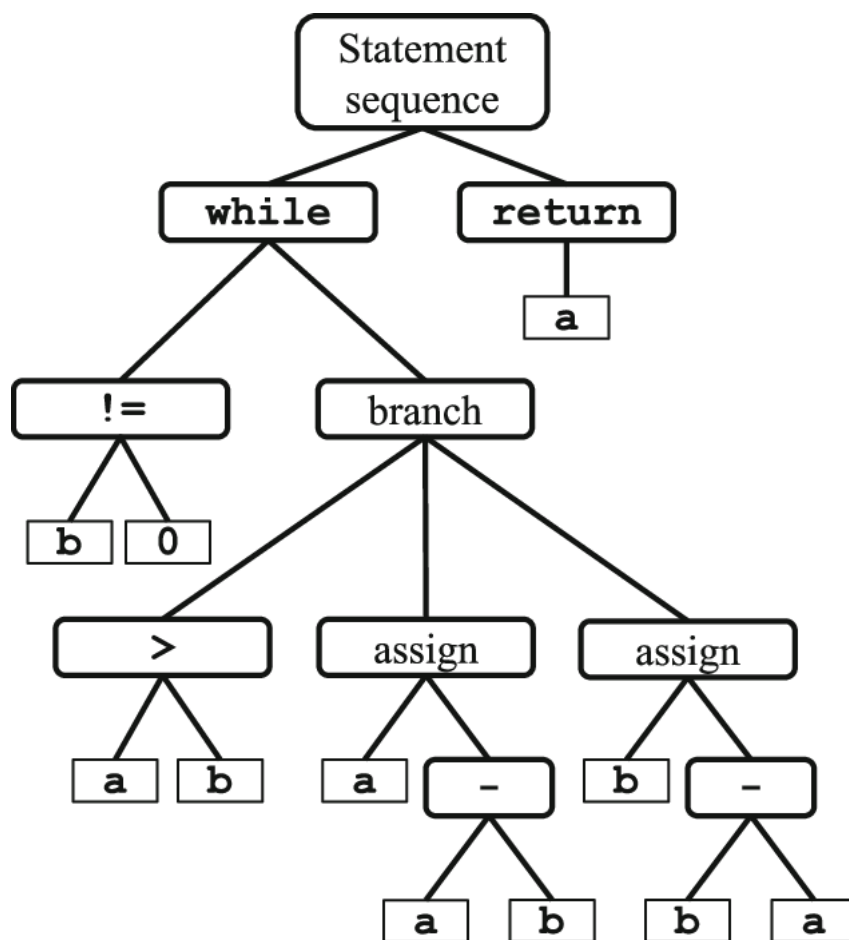 Statement
sequence
while
return
a
!=
branch
b
0
>
assign
assign
a
b
a
-
b
-
a
b
b
a